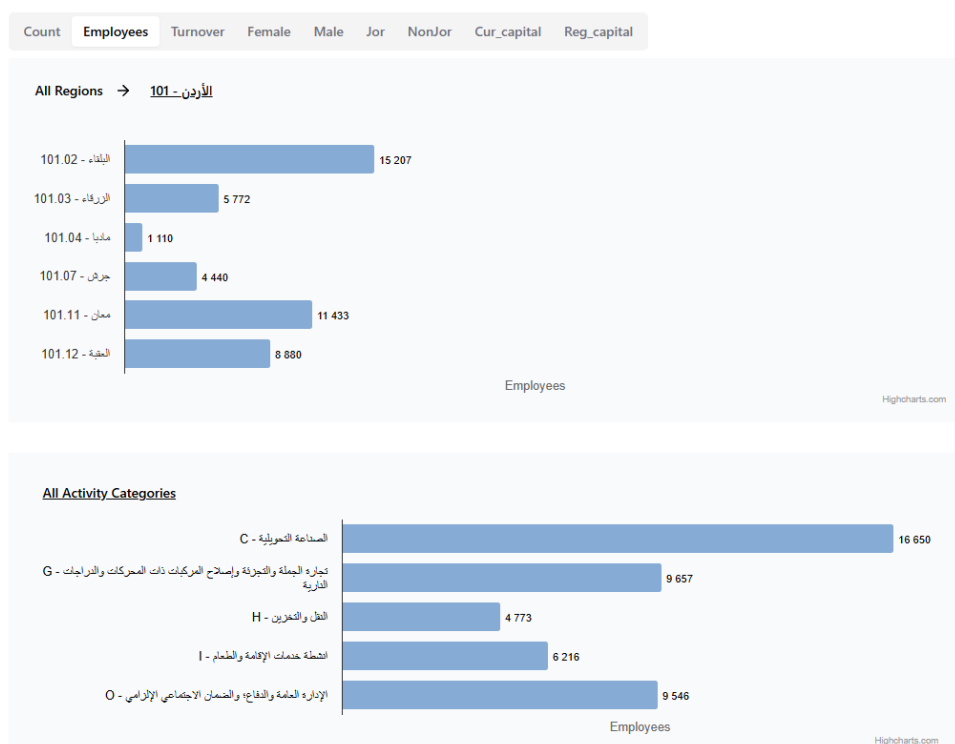 Count Employees Turnover Female Male Jor NonJor Cur_capital Reg_capital
All Regions → الأردن - 101
البلقاء - 101.02 15 207
الزرقاء - 101.03 5 772
مادبا - 101.04 1 110
جرش - 101.07 4 440
معان - 101.11 11 433
العقبة - 101.12 8 880
Employees
Highcharts.com
All Activity Categories
الصناعة التحويلية - C 16 650
تجارة الجملة والتجزئة وإصلاح المركبات ذات المحركات والدراجات - G
النارية 9 657
النقل والتخزين - H 4 773
انشطة خدمات الإقامة والطعام - I 6 216
الإدارة العامة والدفاع؛ والضمان الاجتماعي الإلزامي - O 9 546
Employees
Highcharts.com